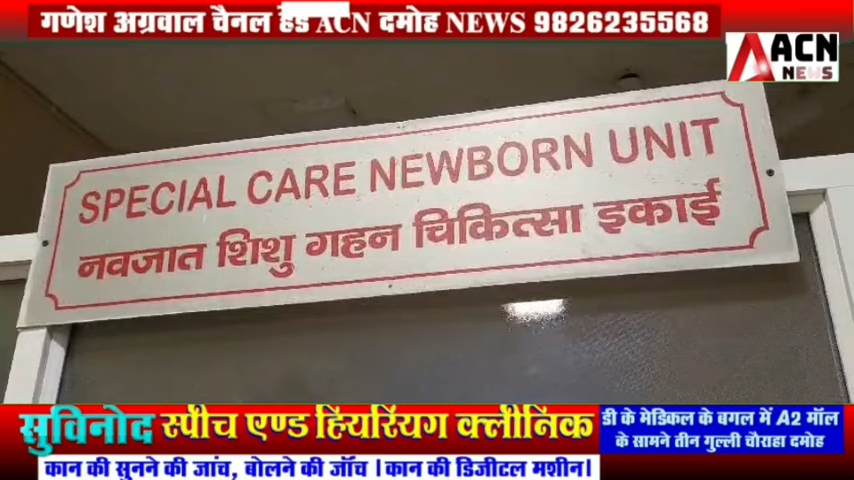 गणेश अग्रवाल चैनल हेड ACN दमोह NEWS 9826235568
ACN
NEWS
SPECIAL CARE NEWBORN UNIT
नवजात शिशु गहन चिकित्सा इकाई
सुविनोद स्पीच एण्ड हियरिंयग क्लीनिक
डी के मेडिकल के बगल में A2 मॉल
के सामने तीन गुल्ली चौराहा दमोह
कान की सुनने की जांच, बोलने की जॉच । कान की डिजीटल मशीन।